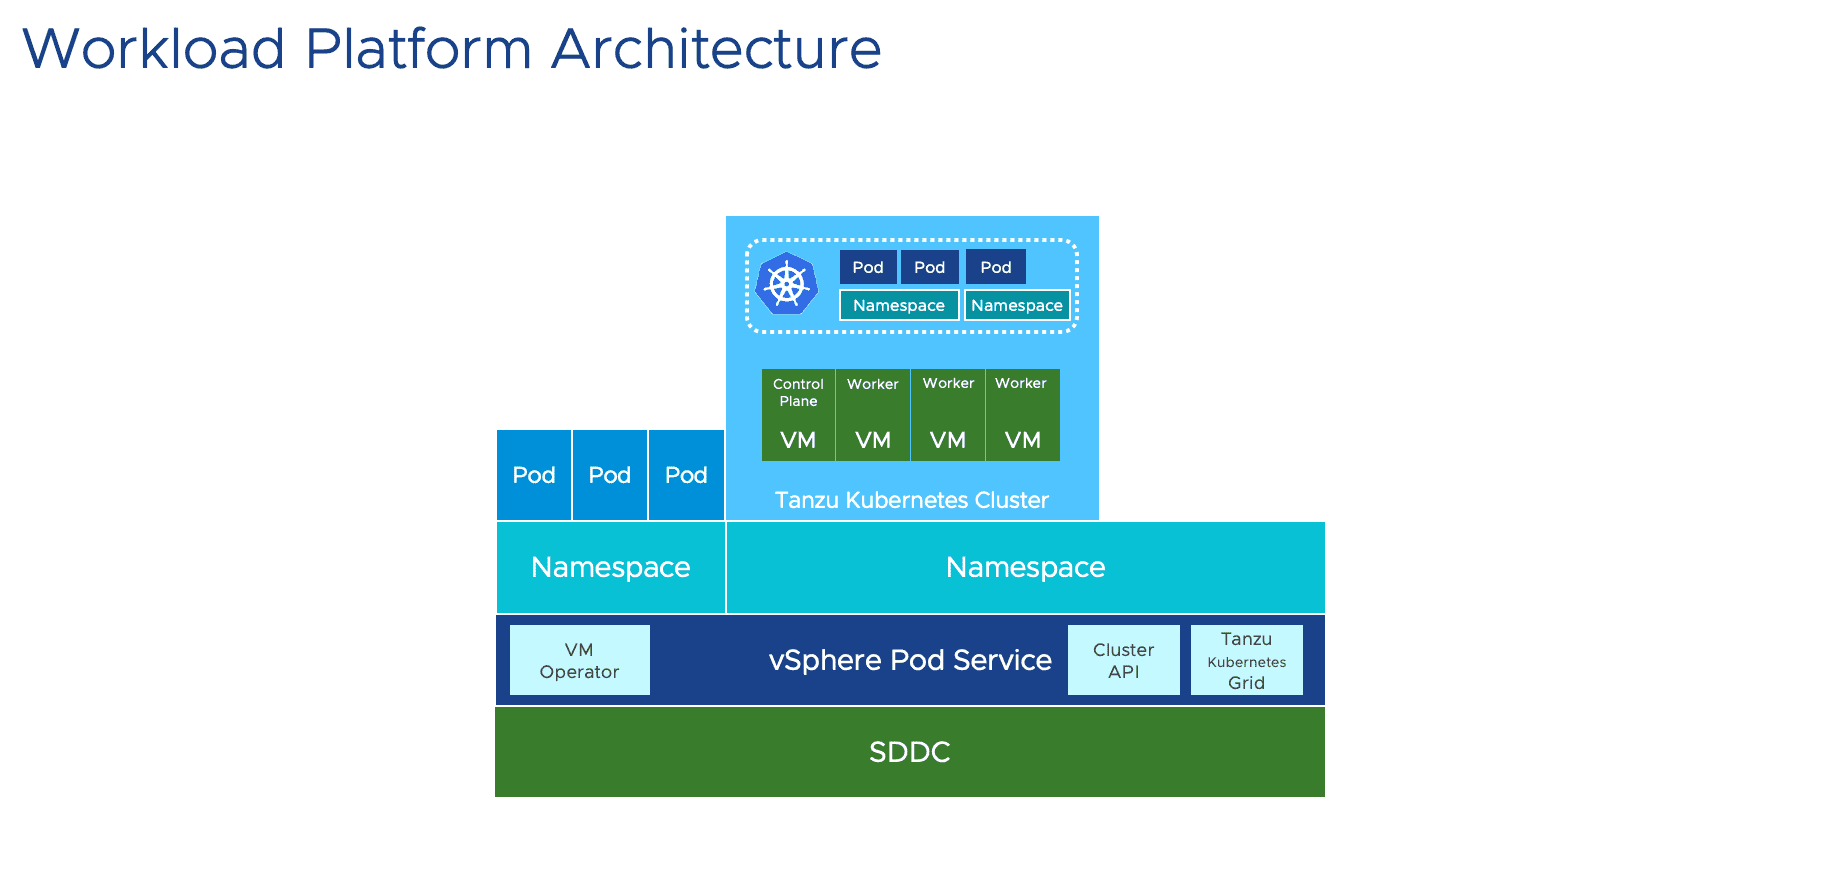 Workload Platform Architecture
Pod Pod Pod
Namespace Namespace
Control Plane VM
Worker VM
Worker VM
Worker VM
Tanzu Kubernetes Cluster
Pod Pod Pod
Namespace Namespace
VM
Operator
vSphere Pod Service
Cluster
API
Tanzu
Kubernetes
Grid
SDDC